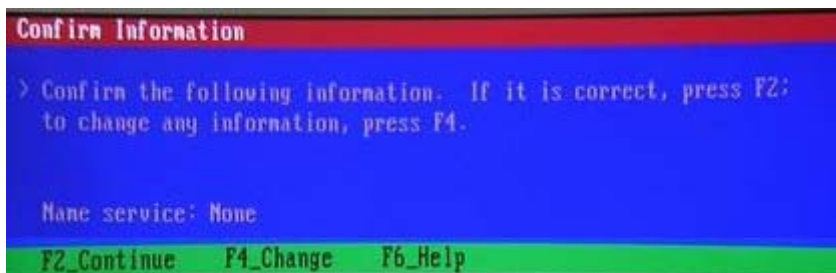 Confirm Information
> Confirm the following information. If it is correct, press F2;
to change any information, press F4.
Name service: None
F2_Continue F4_Change F6_Help